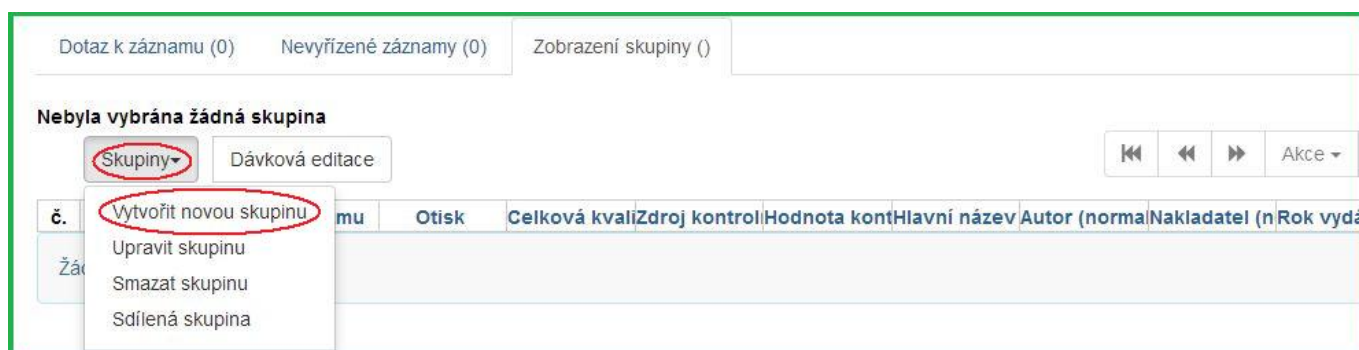 Dotaz k záznamu (0) Nevyřízené záznamy (0) Zobrazení skupiny ()
Nebyla vybrána žádná skupina
Skupiny Dávková editace Akce
č. mu Otisk Celková kvali Zdroj kontrol Hodnota kont Hlavní název Autor (norma Nakladatel (n Rok vydá
Vytvořit novou skupinu
Žá
Upravit skupinu
Smazat skupinu
Sdílená skupina